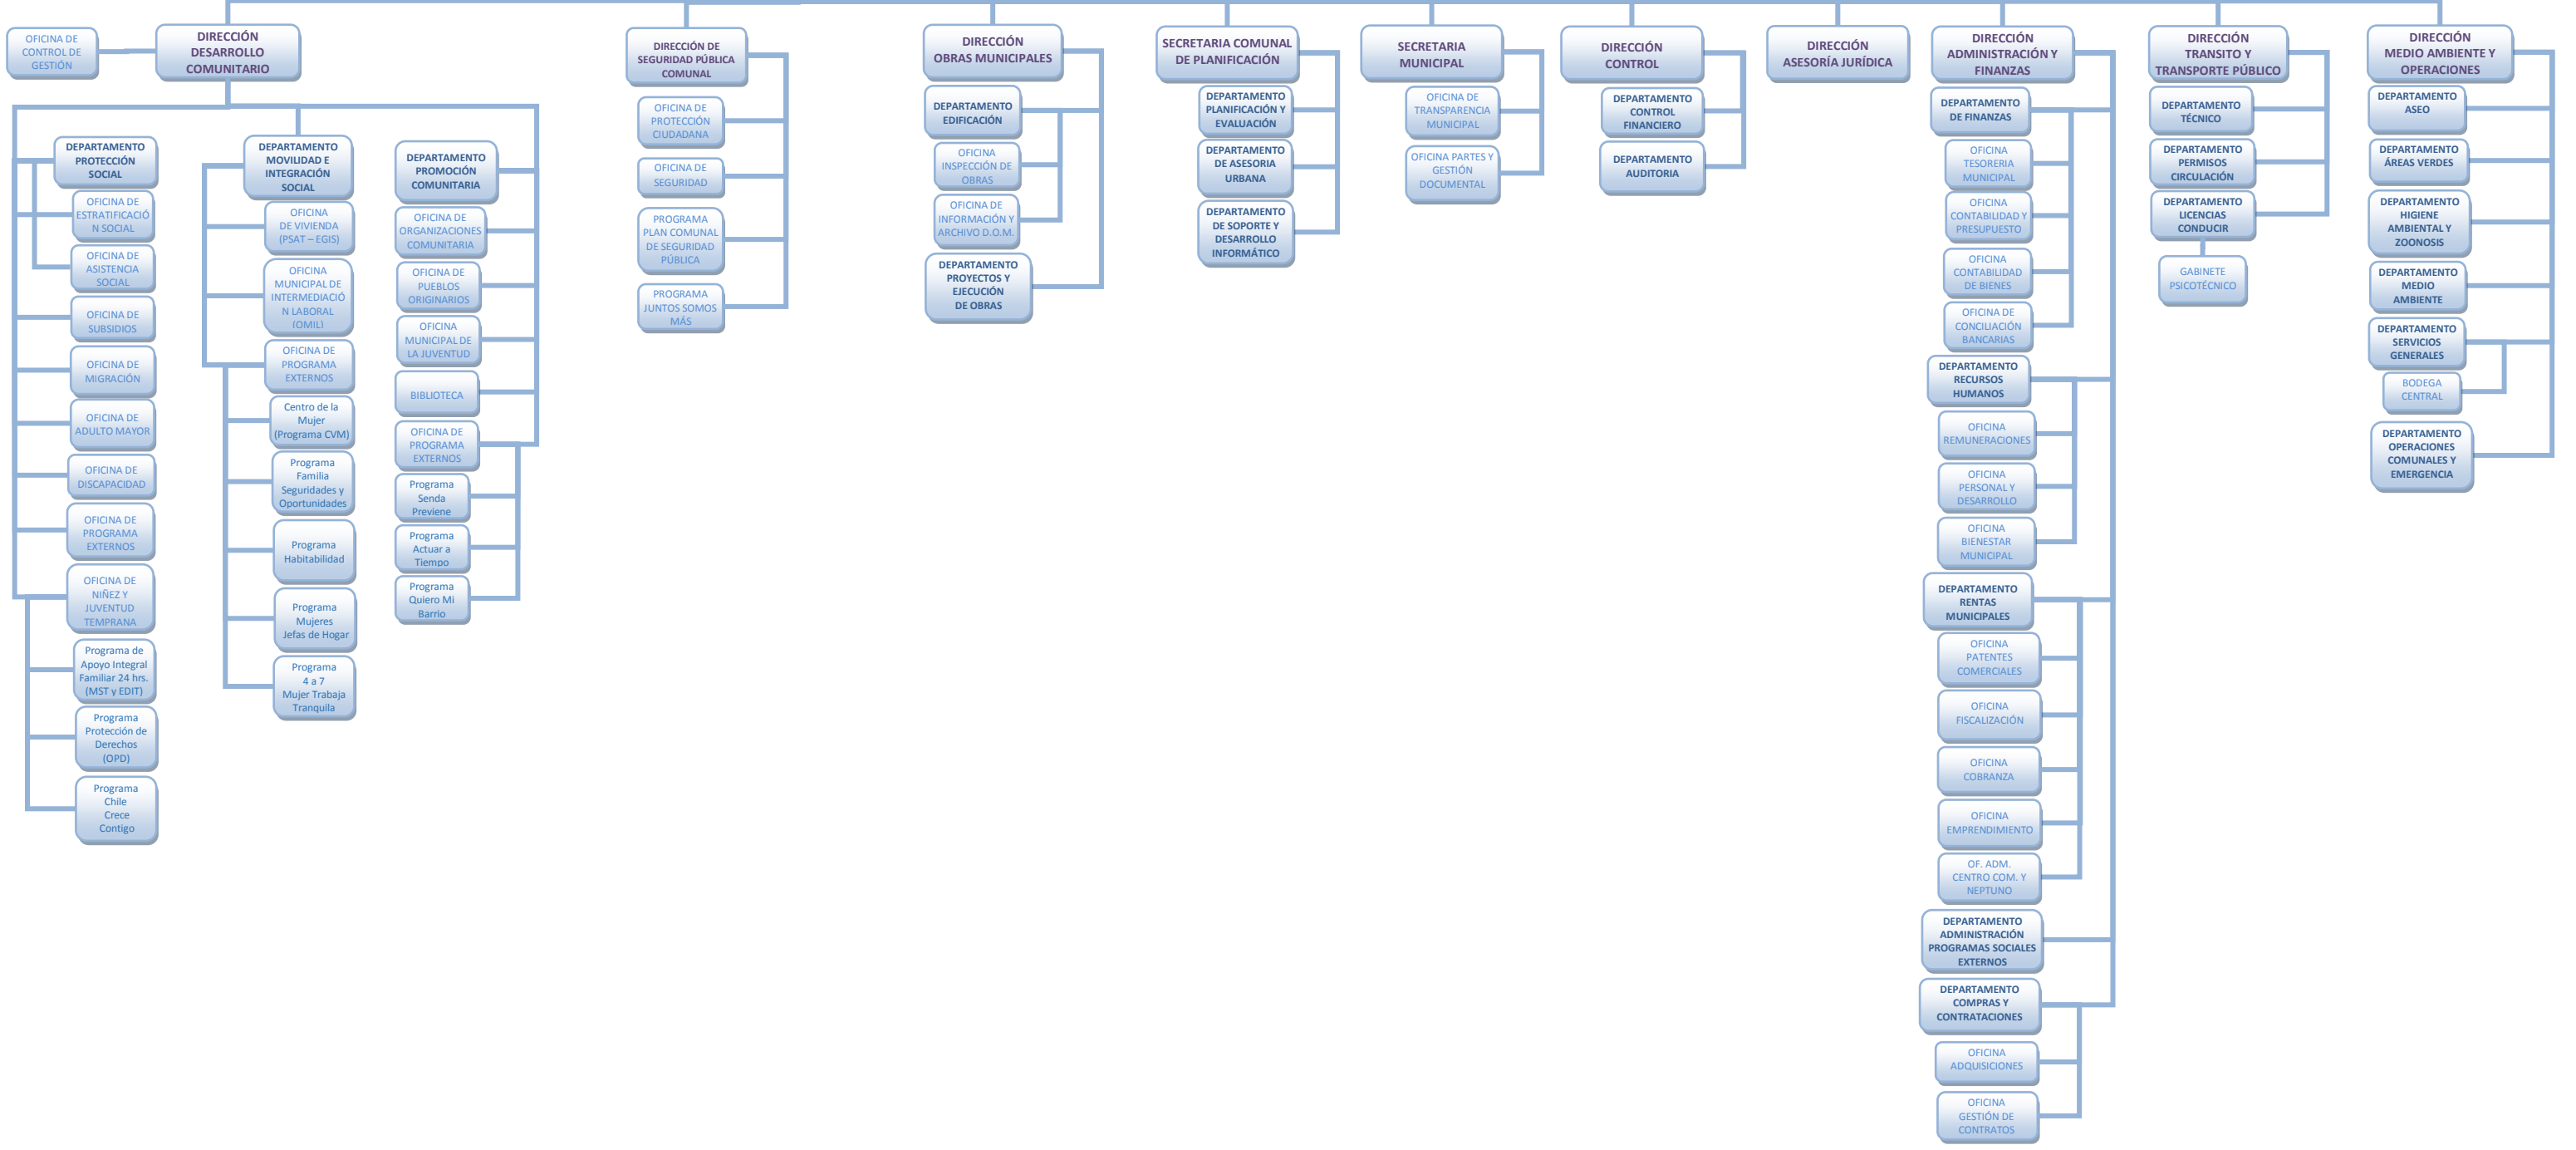 OFICINA DE
CONTROL DE
GESTIÓN
DIRECCIÓN
DESARROLLO
COMUNITARIO
DEPARTAMENTO
PROTECCIÓN
SOCIAL
OFICINA DE
ESTRATIFICACIÓ
N SOCIAL
OFICINA DE
ASISTENCIA
SOCIAL
OFICINA DE
SUBSIDIOS
OFICINA DE
MIGRACIÓN
OFICINA DE
ADULTO MAYOR
OFICINA DE
DISCAPACIDAD
OFICINA DE
PROGRAMA
EXTERNOS
OFICINA DE
NIÑEZ Y
JUVENTUD
TEMPRANA
Programa de
Apoyo Integral
Familiar 24 hrs.
(MST y EDIT)
Programa
Protección de
Derechos
(OPD)
Programa
Chile
Crece
Contigo
DEPARTAMENTO
MOVILIDAD E
INTEGRACIÓN
SOCIAL
OFICINA
DE VIVIENDA
(PSAT – EGIS)
OFICINA
MUNICIPAL DE
INTERMEDIACIÓ
N LABORAL
(OMIL)
OFICINA DE
PROGRAMA
EXTERNOS
Centro de la
Mujer
(Programa CVM)
Programa
Familia
Seguridades y
Oportunidades
Programa
Habitabilidad
Programa
Mujeres
Jefas de Hogar
Programa
4 a 7
Mujer Trabaja
Tranquila
DEPARTAMENTO
PROMOCIÓN
COMUNITARIA
OFICINA DE
ORGANIZACIONES
COMUNITARIA
OFICINA DE
PUEBLOS
ORIGINARIOS
OFICINA
MUNICIPAL DE
LA JUVENTUD
BIBLIOTECA
OFICINA DE
PROGRAMA
EXTERNOS
Programa
Senda
Previene
Programa
Actuar a
Tiempo
Programa
Quiero Mi
Barrio
DIRECCIÓN DE
SEGURIDAD PÚBLICA
COMUNAL
OFICINA DE
PROTECCIÓN
CIUDADANA
OFICINA DE
SEGURIDAD
PROGRAMA
PLAN COMUNAL
DE SEGURIDAD
PÚBLICA
PROGRAMA
JUNTOS SOMOS
MÁS
DIRECCIÓN
OBRAS MUNICIPALES
DEPARTAMENTO
EDIFICACIÓN
OFICINA
INSPECCIÓN DE
OBRAS
OFICINA DE
INFORMACIÓN Y
ARCHIVO D.O.M.
DEPARTAMENTO
PROYECTOS Y
EJECUCIÓN
DE OBRAS
SECRETARIA COMUNAL
DE PLANIFICACIÓN
DEPARTAMENTO
PLANIFICACIÓN Y
EVALUACIÓN
DEPARTAMENTO
DE ASESORIA
URBANA
DEPARTAMENTO
DE SOPORTE Y
DESARROLLO
INFORMÁTICO
SECRETARIA
MUNICIPAL
OFICINA DE
TRANSPARENCIA
MUNICIPAL
OFICINA PARTES Y
GESTIÓN
DOCUMENTAL
DIRECCIÓN
CONTROL
DEPARTAMENTO
CONTROL
FINANCIERO
DEPARTAMENTO
AUDITORIA
DIRECCIÓN
ASESORÍA JURÍDICA
DIRECCIÓN
ADMINISTRACIÓN Y
FINANZAS
DEPARTAMENTO
DE FINANZAS
OFICINA
TESORERIA
MUNICIPAL
OFICINA
CONTABILIDAD Y
PRESUPUESTO
OFICINA
CONTABILIDAD
DE BIENES
OFICINA DE
CONCILIACIÓN
BANCARIAS
DEPARTAMENTO
RECURSOS
HUMANOS
OFICINA
REMUNERACIONES
OFICINA
PERSONAL Y
DESARROLLO
OFICINA
BIENESTAR
MUNICIPAL
DEPARTAMENTO
RENTAS
MUNICIPALES
OFICINA
PATENTES
COMERCIALES
OFICINA
FISCALIZACIÓN
OFICINA
COBRANZA
OFICINA
EMPRENDIMIENTO
OF. ADM.
CENTRO COM. Y
NEPTUNO
DEPARTAMENTO
ADMINISTRACIÓN
PROGRAMAS SOCIALES
EXTERNOS
DEPARTAMENTO
COMPRAS Y
CONTRATACIONES
OFICINA
ADQUISICIONES
OFICINA
GESTIÓN DE
CONTRATOS
DIRECCIÓN
TRANSITO Y
TRANSPORTE PÚBLICO
DEPARTAMENTO
TÉCNICO
DEPARTAMENTO
PERMISOS
CIRCULACIÓN
DEPARTAMENTO
LICENCIAS
CONDUCIR
GABINETE
PSICOTÉCNICO
DIRECCIÓN
MEDIO AMBIENTE Y
OPERACIONES
DEPARTAMENTO
ASEO
DEPARTAMENTO
ÁREAS VERDES
DEPARTAMENTO
HIGIENE
AMBIENTAL Y
ZOONOSIS
DEPARTAMENTO
MEDIO
AMBIENTE
DEPARTAMENTO
SERVICIOS
GENERALES
BODEGA
CENTRAL
DEPARTAMENTO
OPERACIONES
COMUNALES Y
EMERGENCIA